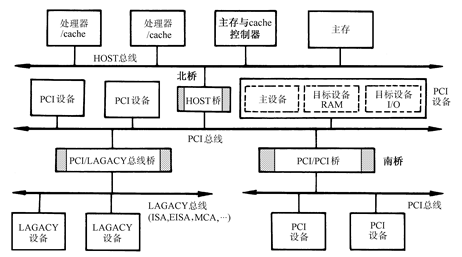 处理器
/cache
处理器
/cache
主存与cache
控制器
主存
HOST总线
北桥
PCI设备
PCI设备
HOST桥
主设备
目标设备
RAM
目标设备
I/O
PCI
设备
PCI总线
PCI/LAGACY总线桥
PCI/PCI桥
南桥
LAGACY总线
(ISA,EISA、MCA,…)
PCI总线
LAGACY
设备
LAGACY
设备
PCI
设备
PCI
设备